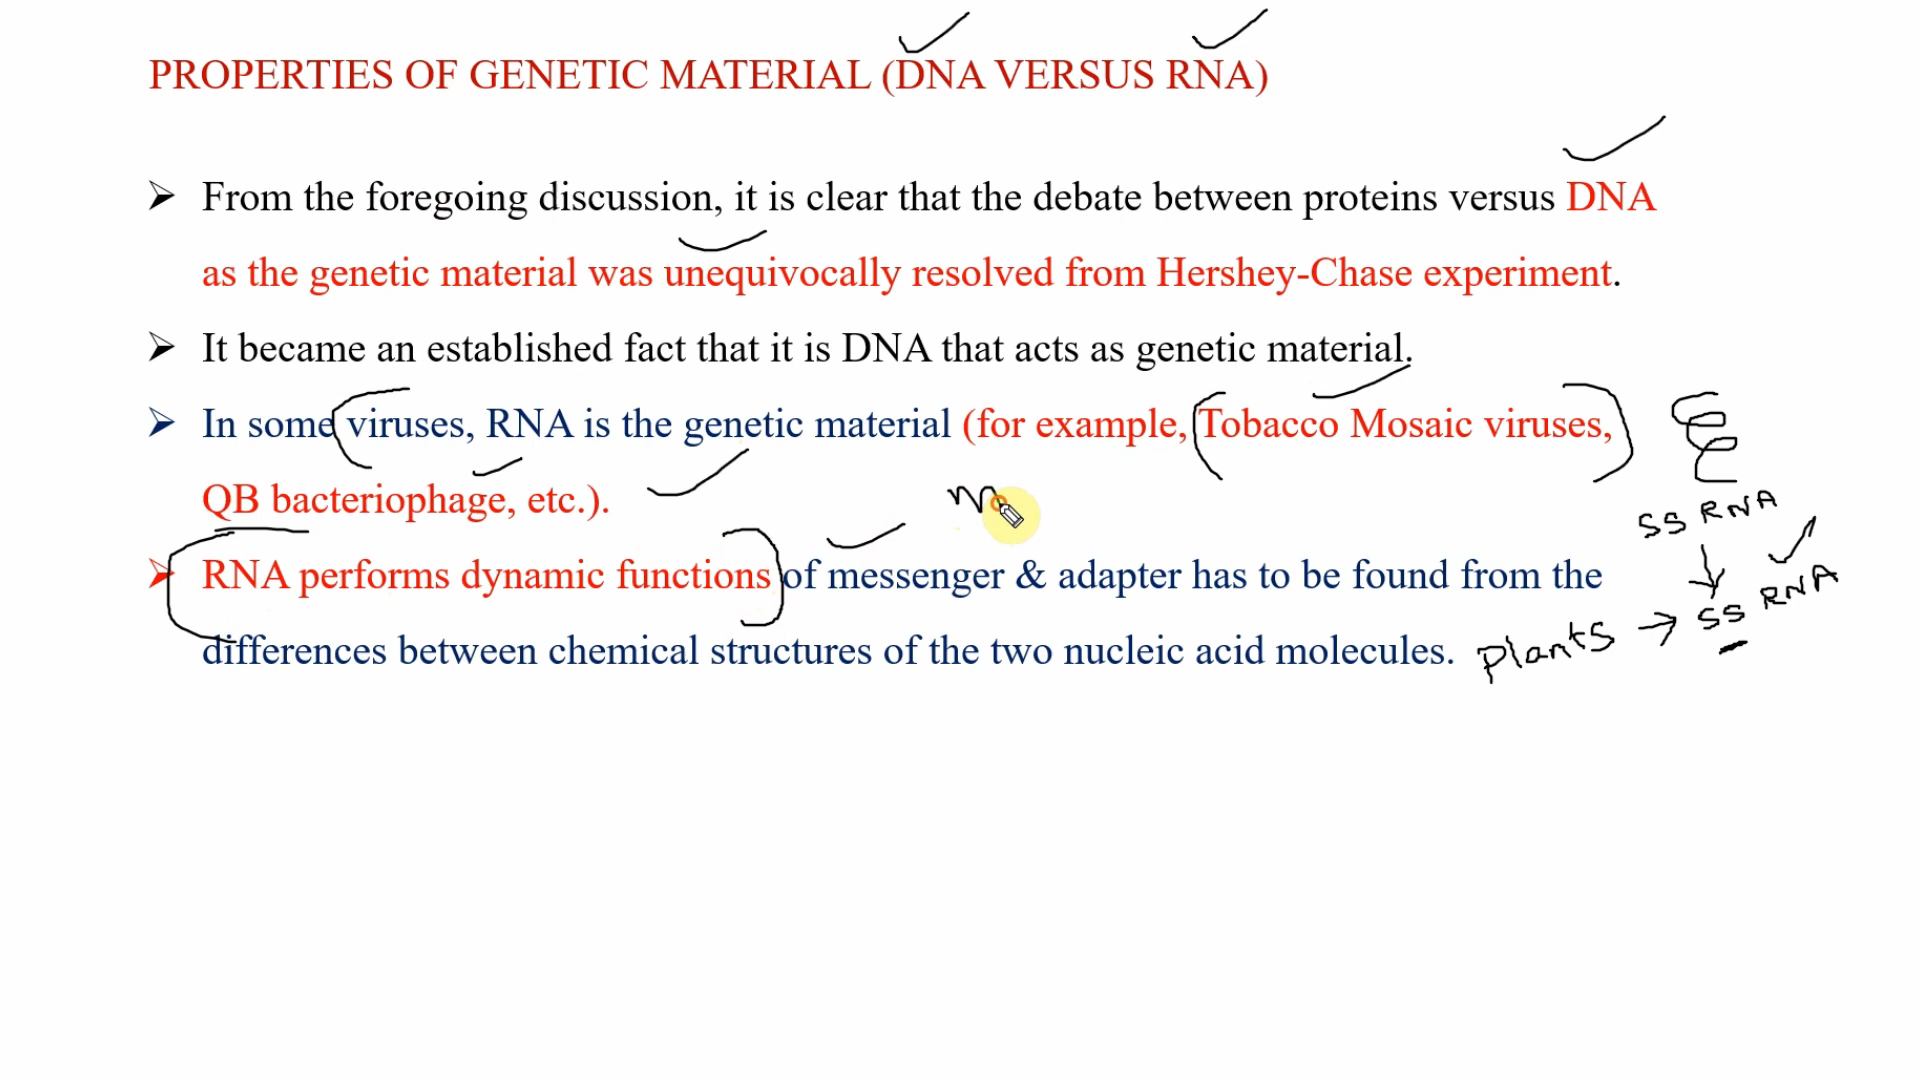 PROPERTIES OF GENETIC MATERIAL (DNA VERSUS RNA)
➢ From the foregoing discussion, it is clear that the debate between proteins versus DNA
as the genetic material was unequivocally resolved from Hershey-Chase experiment.
➢ It became an established fact that it is DNA that acts as genetic material.
➢ In some viruses, RNA is the genetic material (for example, Tobacco Mosaic viruses,
QB bacteriophage, etc.).
➢ RNA performs dynamic functions of messenger & adapter has to be found from the
differences between chemical structures of the two nucleic acid molecules.
SS RNA
SS RNA
Plants →